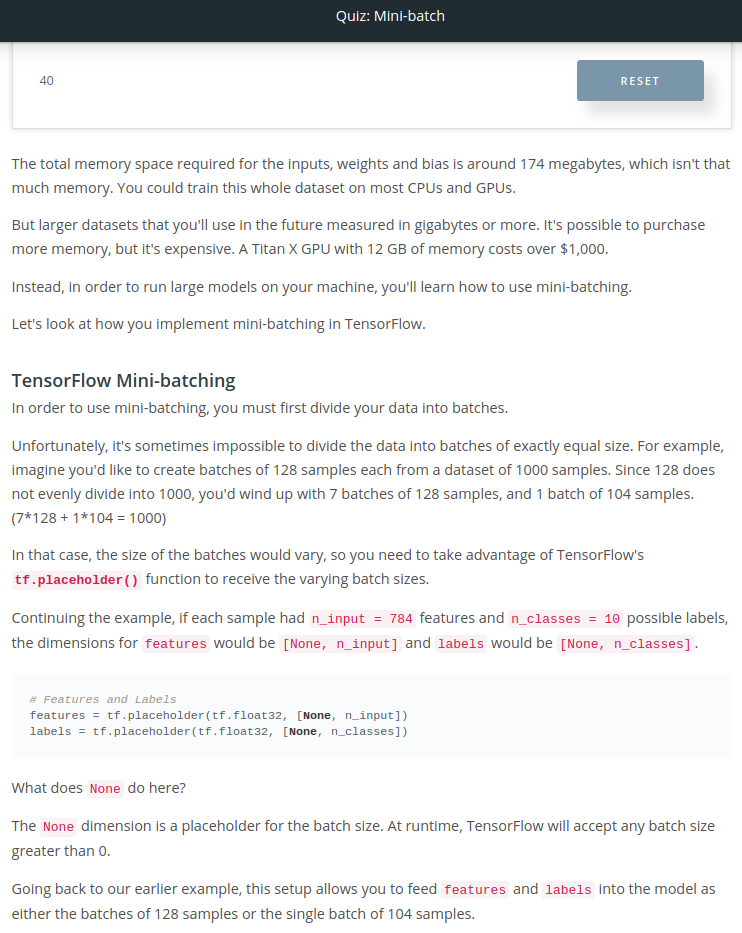 Quiz: Mini-batch
40
RESET
The total memory space required for the inputs, weights and bias is around 174 megabytes, which isn't that
much memory. You could train this whole dataset on most CPUs and GPUs.
But larger datasets that you'll use in the future measured in gigabytes or more. It's possible to purchase
more memory, but it's expensive. A Titan X GPU with 12 GB of memory costs over $1,000.
Instead, in order to run large models on your machine, you'll learn how to use mini-batching.
Let's look at how you implement mini-batching in TensorFlow.
TensorFlow Mini-batching
In order to use mini-batching, you must first divide your data into batches.
Unfortunately, it's sometimes impossible to divide the data into batches of exactly equal size. For example,
imagine you'd like to create batches of 128 samples each from a dataset of 1000 samples. Since 128 does
not evenly divide into 1000, you'd wind up with 7 batches of 128 samples, and 1 batch of 104 samples.
(7*128 + 1*104 = 1000)
In that case, the size of the batches would vary, so you need to take advantage of TensorFlow's
tf.placeholder() function to receive the varying batch sizes.
Continuing the example, if each sample had n_input = 784 features and n_classes = 10 possible labels,
the dimensions for features would be [None, n_input] and labels would be [None, n_classes].
# Features and Labels
features = tf.placeholder(tf.float32, [None, n_input])
labels = tf.placeholder(tf.float32, [None, n_classes])
What does None do here?
The None dimension is a placeholder for the batch size. At runtime, TensorFlow will accept any batch size
greater than 0.
Going back to our earlier example, this setup allows you to feed features and labels into the model as
either the batches of 128 samples or the single batch of 104 samples.